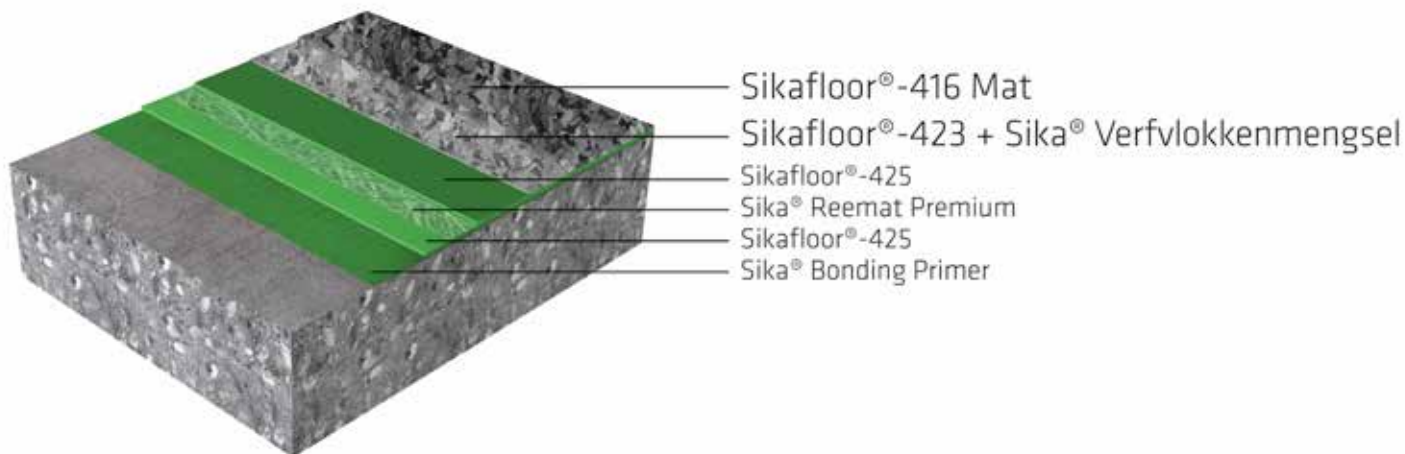 Sikafloor®-416 Mat
Sikafloor®-423 + Sika® Verfvlokkenmengsel
Sikafloor®-425
Sika® Reemat Premium
Sikafloor®-425
Sika® Bonding Primer